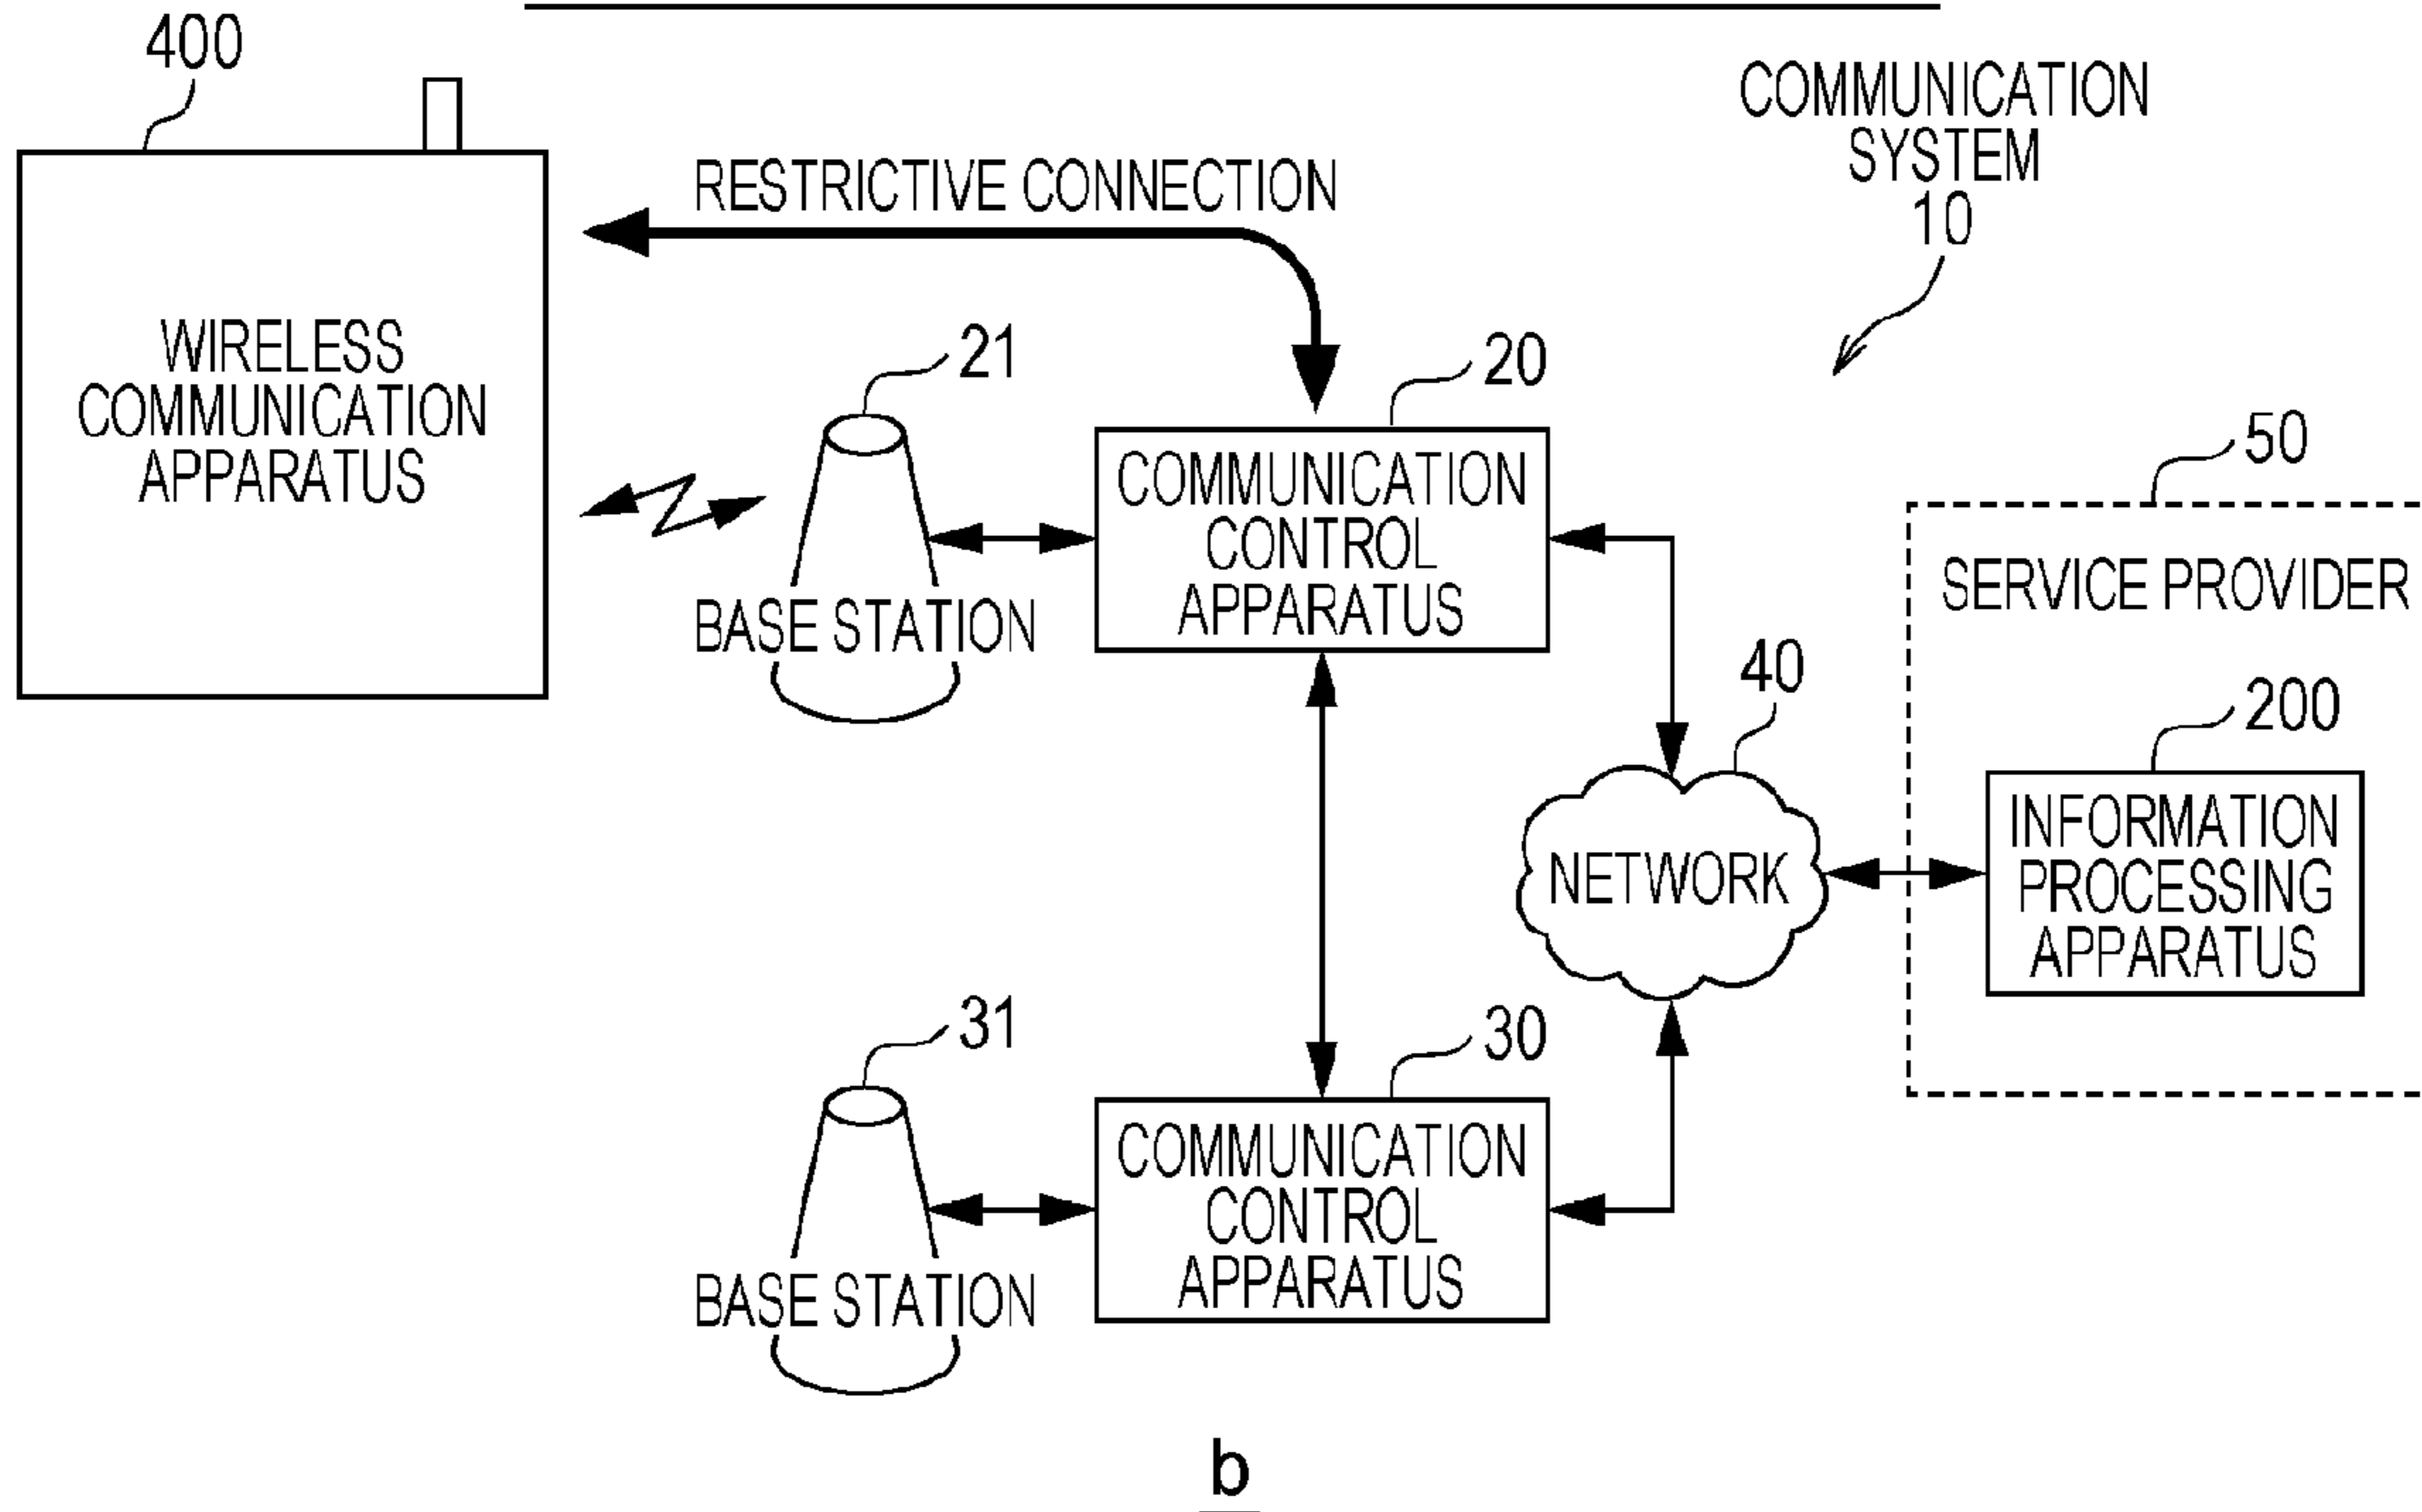 400
COMMUNICATION
SYSTEM
10
RESTRICTIVE CONNECTION
WIRELESS
COMMUNICATION
APPARATUS
21
20
COMMUNICATION
CONTROL
APPARATUS
BASE STATION
50
SERVICE PROVIDER
40
200
NETWORK
INFORMATION
PROCESSING
APPARATUS
31
30
COMMUNICATION
CONTROL
APPARATUS
BASE STATION
b